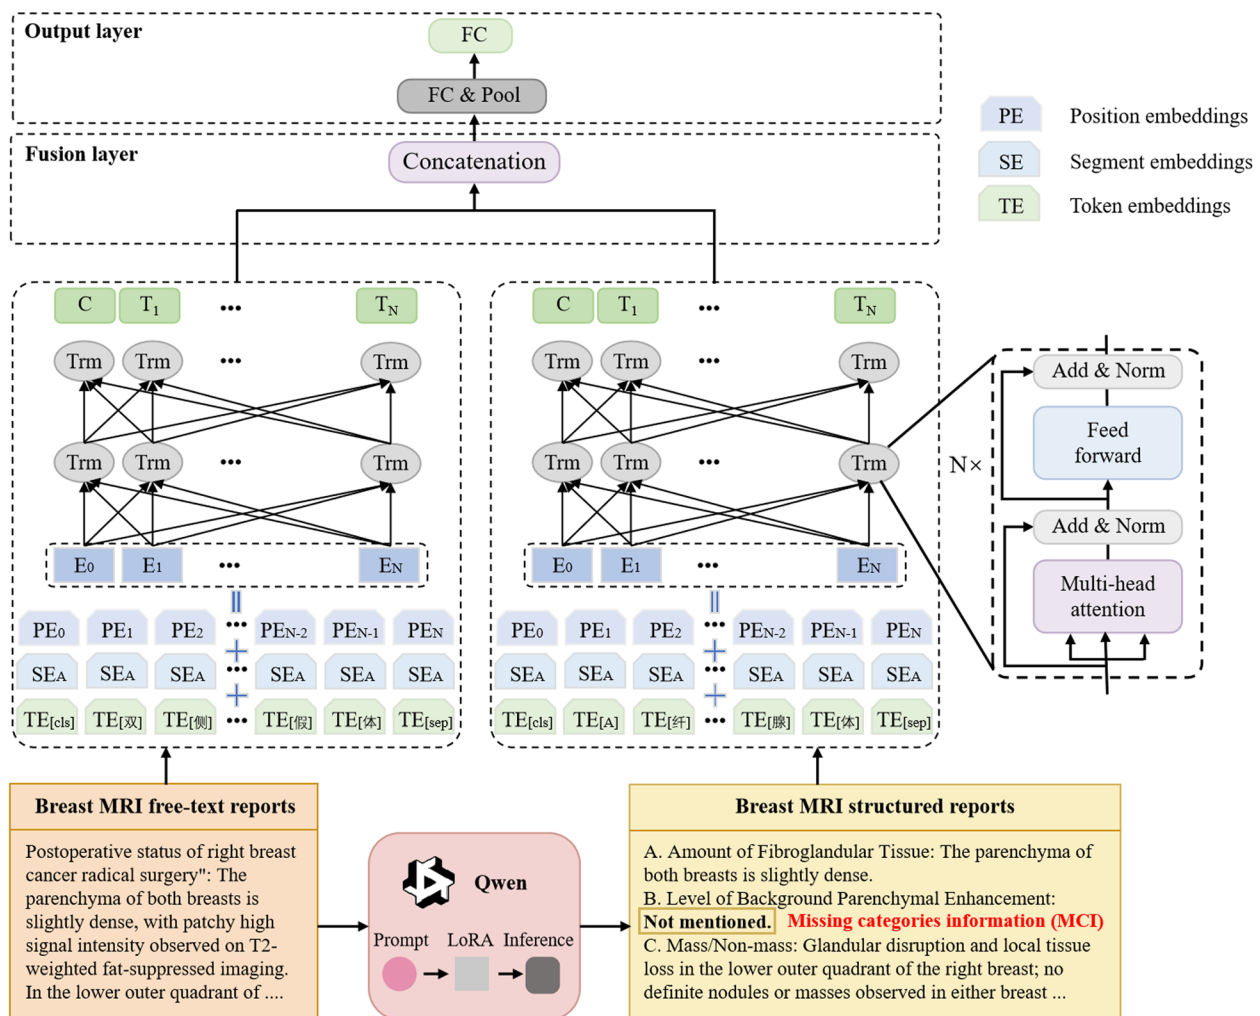 Output layer
FC
FC & Pool
Fusion layer
Concatenation
PE Position embeddings
SE Segment embeddings
TE Token embeddings
C T1 ••• TN
Trm Trm ••• Trm
Trm Trm ••• Trm
E0 E1 ••• EN
=
PE0 PE1 PE2 ••• PEN-2 PEN-1 PEN
+
SEA SEA SEA ••• SEA SEA SEA
+
TE[cls] TE[双] TE[侧] ••• TE[假] TE[体] TE[sep]
C T1 ••• TN
Trm Trm ••• Trm
Trm Trm ••• Trm
E0 E1 ••• EN
=
PE0 PE1 PE2 ••• PEN-2 PEN-1 PEN
+
SEA SEA SEA ••• SEA SEA SEA
+
TE[cls] TE[A] TE[纤] ••• TE[腺] TE[体] TE[sep]
N×
Add & Norm
Feed
forward
Add & Norm
Multi-head
attention
Breast MRI free-text reports
Postoperative status of right breast
cancer radical surgery": The
parenchyma of both breasts is
slightly dense, with patchy high
signal intensity observed on T2-
weighted fat-suppressed imaging.
In the lower outer quadrant of ....
Qwen
Prompt LoRA Inference
Breast MRI structured reports
A. Amount of Fibroglandular Tissue: The parenchyma of
both breasts is slightly dense.
B. Level of Background Parenchymal Enhancement:
Not mentioned. Missing categories information (MCI)
C. Mass/Non-mass: Glandular disruption and local tissue
loss in the lower outer quadrant of the right breast; no
definite nodules or masses observed in either breast ...